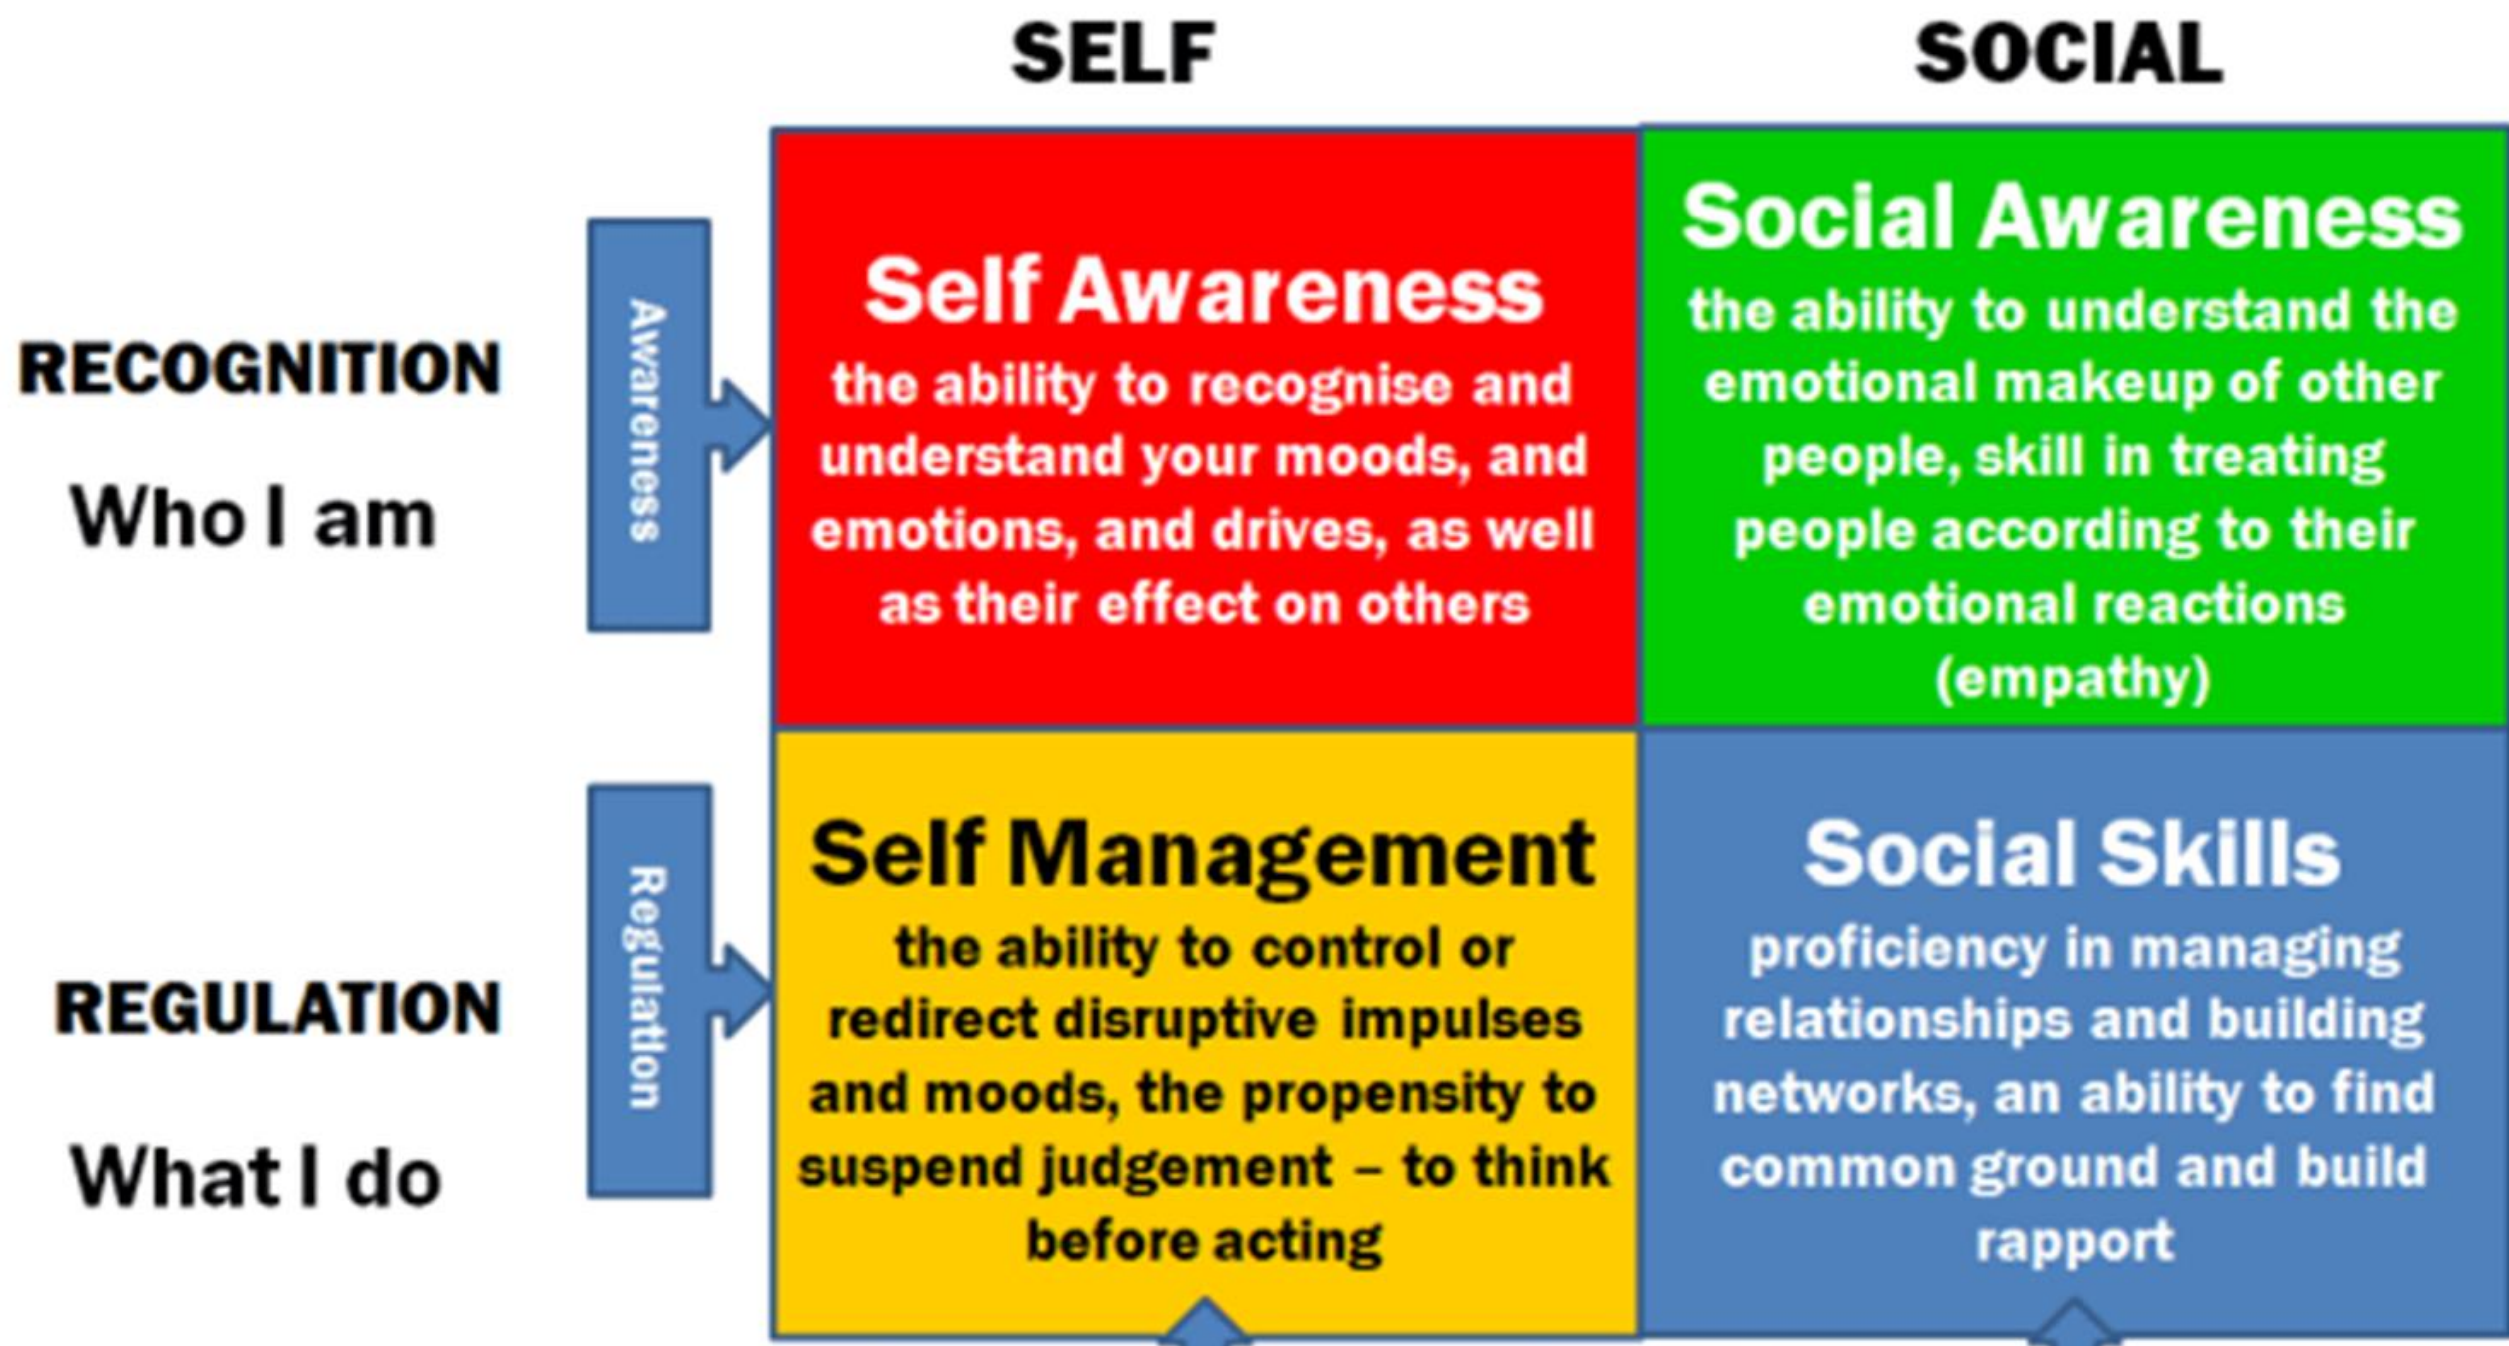 SELF
SOCIAL
RECOGNITION
Who I am
Awareness
Self Awareness
the ability to recognise and
understand your moods, and
emotions, and drives, as well
as their effect on others
Social Awareness
the ability to understand the
emotional makeup of other
people, skill in treating
people according to their
emotional reactions
(empathy)
REGULATION
What I do
Regulation
Self Management
the ability to control or
redirect disruptive impulses
and moods, the propensity to
suspend judgement – to think
before acting
Social Skills
proficiency in managing
relationships and building
networks, an ability to find
common ground and build
rapport